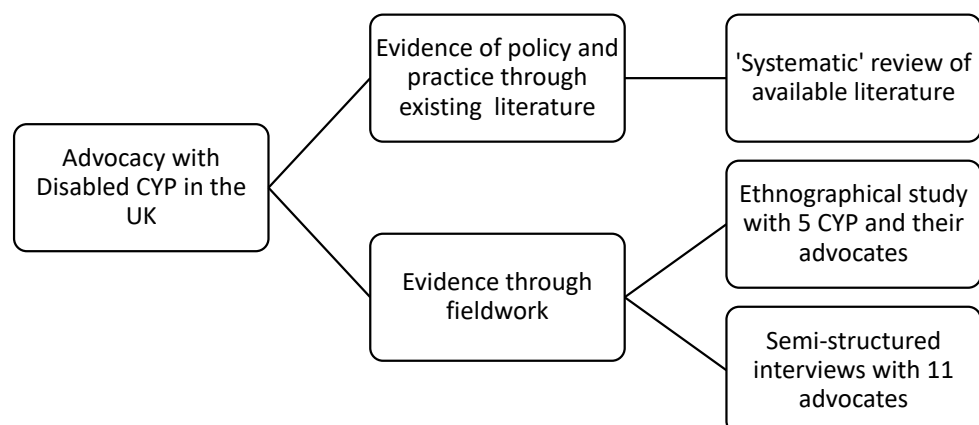 Evidence of policy and
practice through
existing literature
'Systematic' review of
available literature
Advocacy with
Disabled CYP in the
UK
Ethnographical study
with 5 CYP and their
advocates
Evidence through
fieldwork
Semi-structured
interviews with 11
advocates